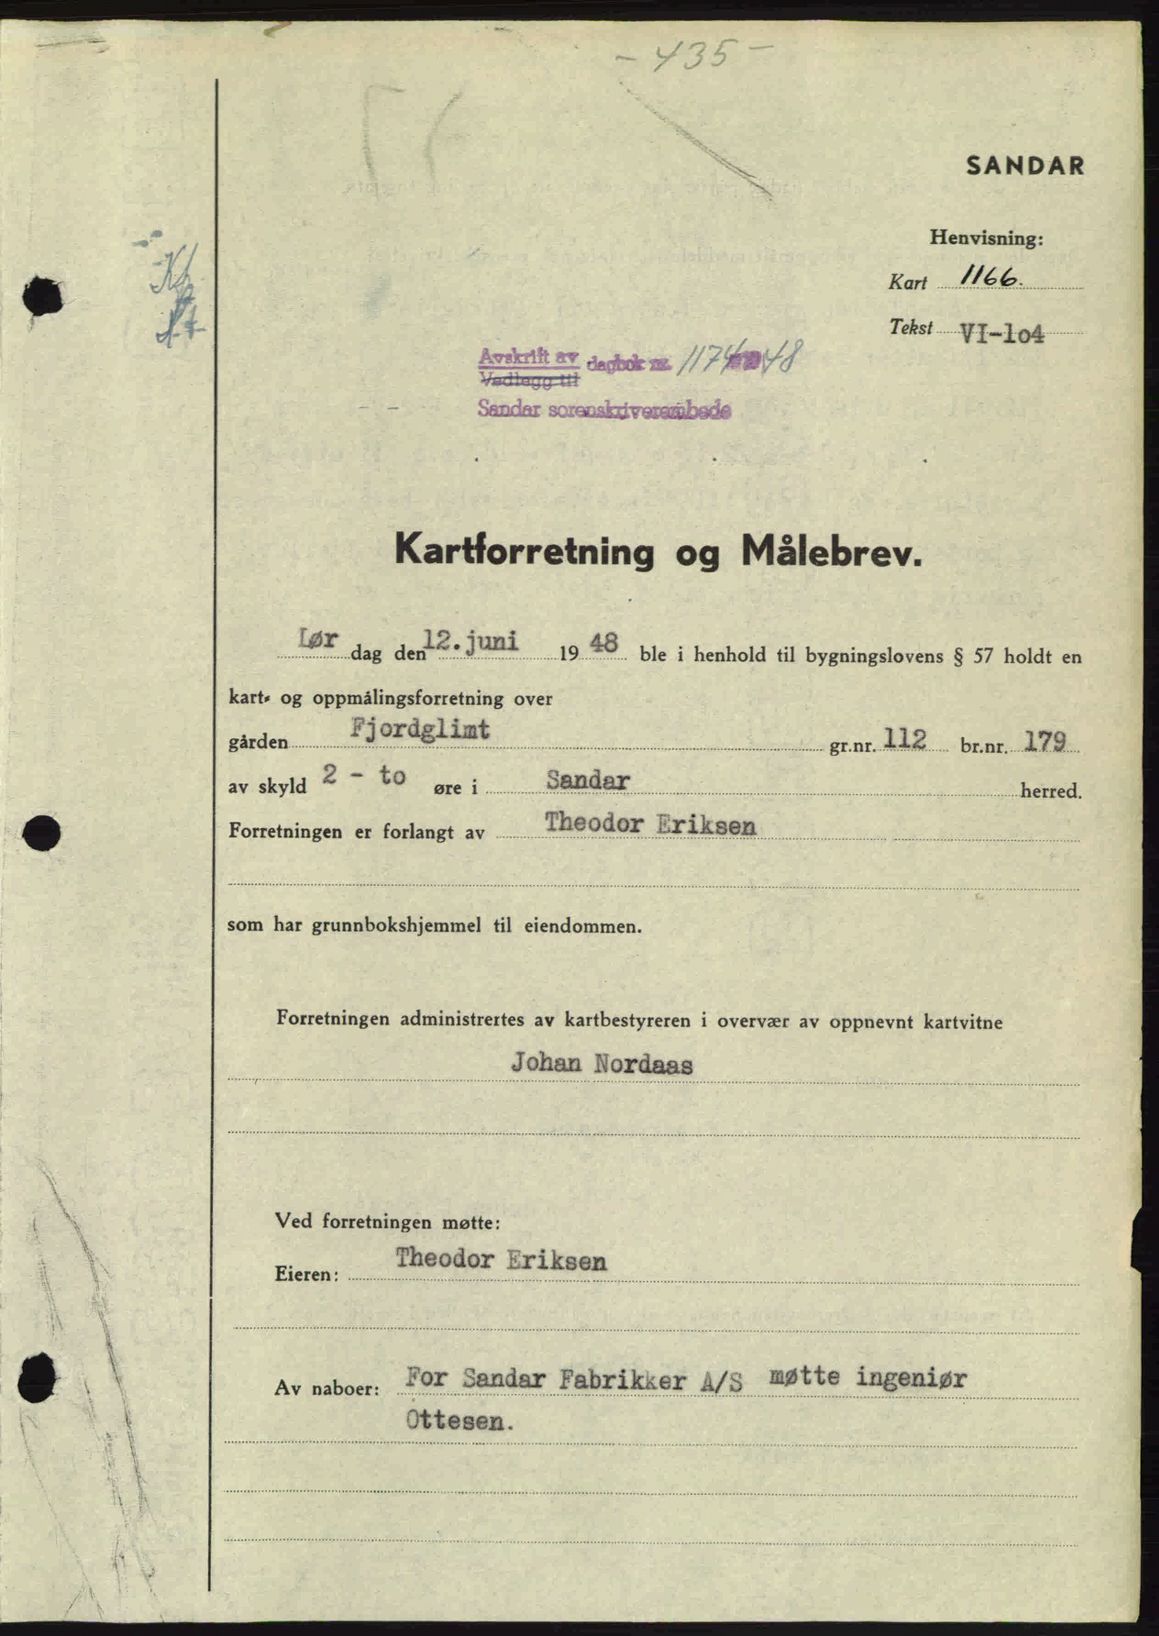 - 435 -
SANDAR
Henvisning:
Kart 1166.
Tekst VI-104
Avskrift av
Vedlegg til
dagbok nr. 1174 1948
Sandar sorenskriverembede
Kartforretning og Målebrev.
Lør dag den 12. juni 19 48 ble i henhold til bygningslovens § 57 holdt en
kart- og oppmålingsforretning over
gården Fjordglimt gr.nr. 112 br.nr. 179
av skyld 2 - to øre i Sandar herred.
Forretningen er forlangt av Theodor Eriksen
som har grunnbokshjemmel til eiendommen.
Forretningen administrertes av kartbestyreren i overvær av oppnevnt kartvitne
Johan Nordaas
Ved forretningen møtte:
Eieren: Theodor Eriksen
Av naboer: For Sandar Fabrikker A/S møtte ingeniør
Ottesen.